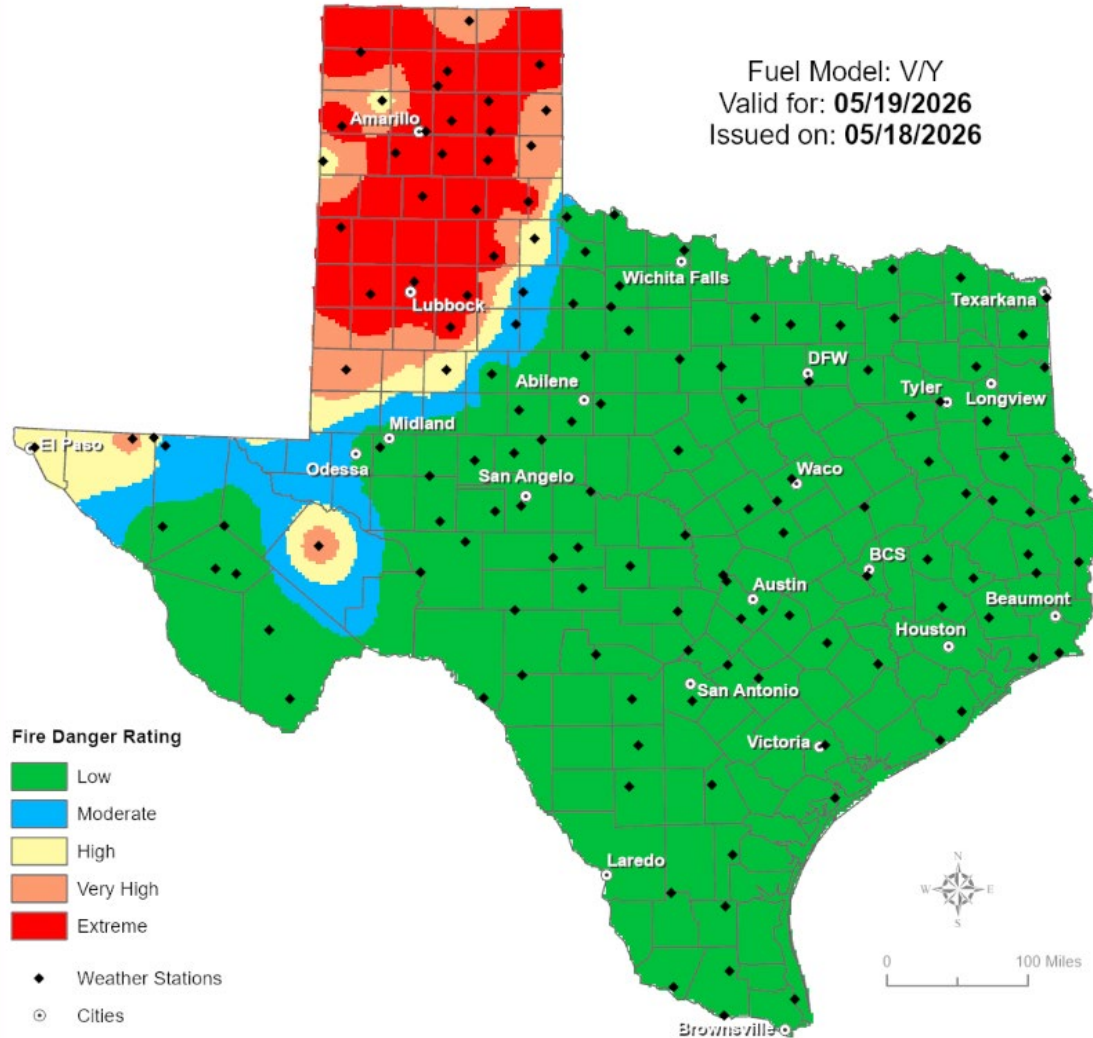 Fuel Model: V/Y
Valid for: 05/19/2026
Issued on: 05/18/2026
Amarillo
Lubbock
Wichita Falls
Texarkana
DFW
Abilene
Tyler
Longview
Midland
El Paso
Odessa
San Angelo
Waco
BCS
Austin
Beaumont
Houston
San Antonio
Victoria
Laredo
Brownsville
Fire Danger Rating
Low
Moderate
High
Very High
Extreme
Weather Stations
Cities
N
W E
S
0 100 Miles